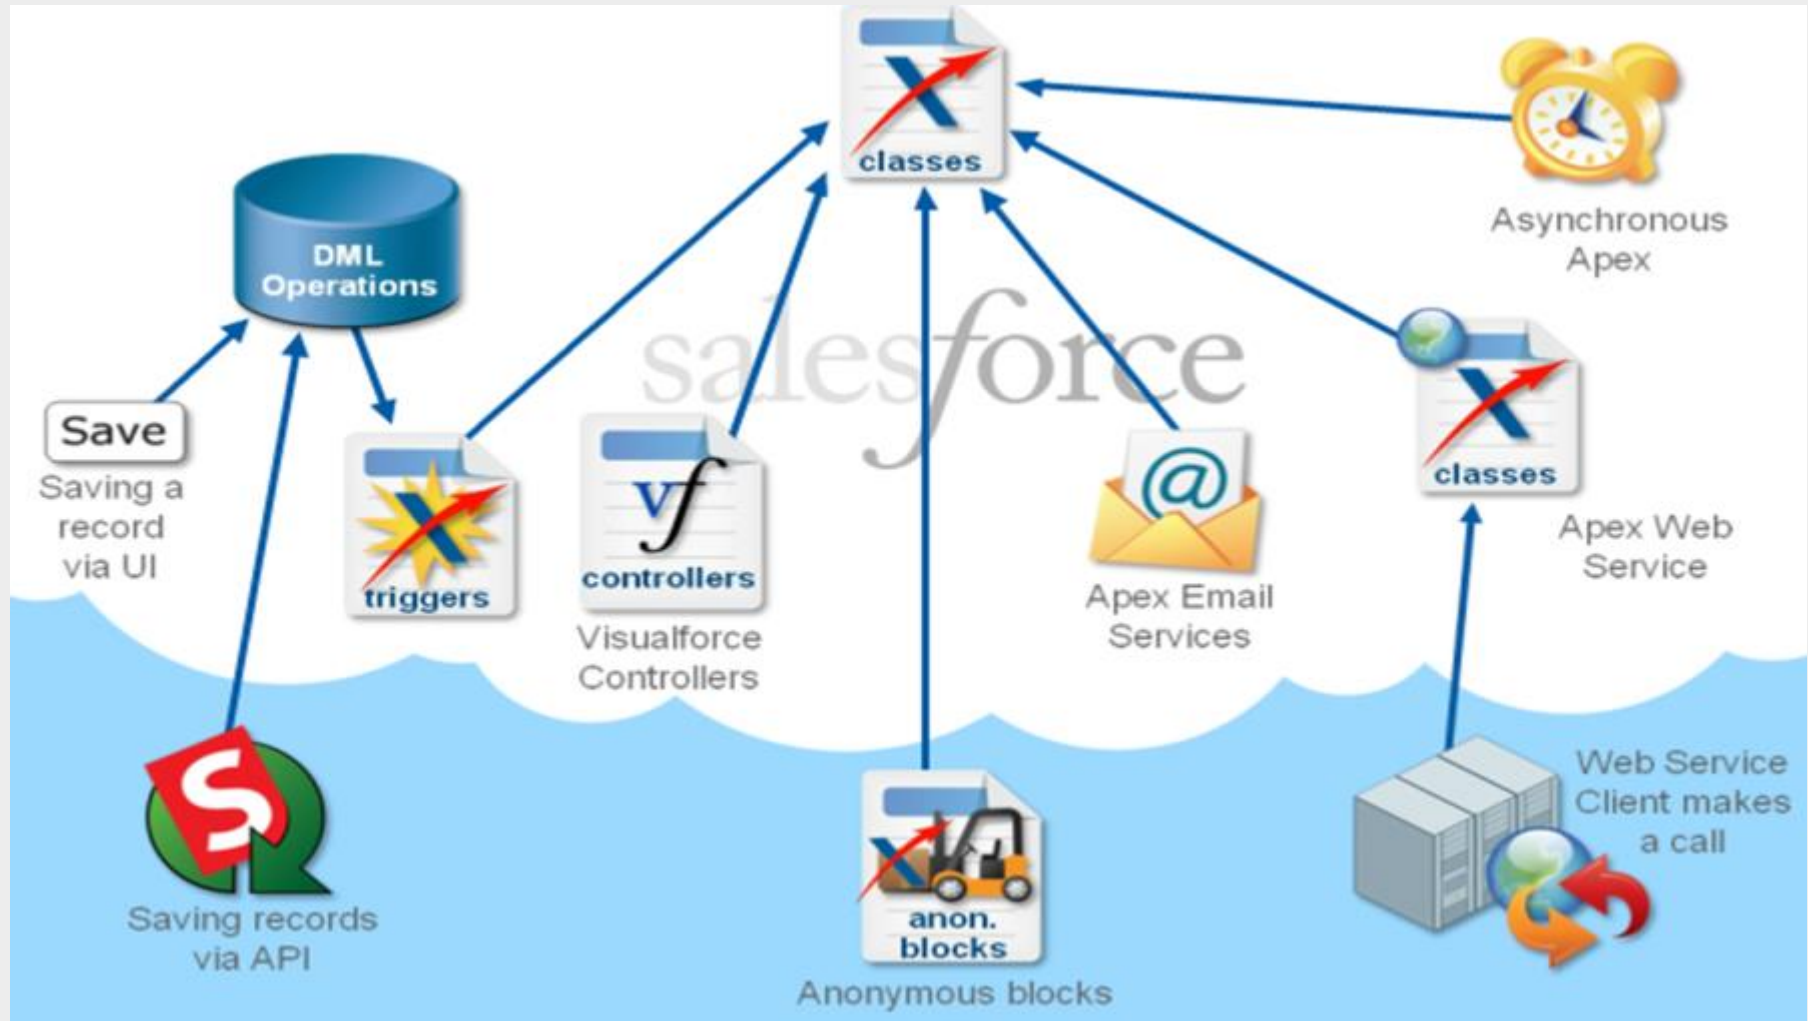 classes
Asynchronous
Apex
DML
Operations
salesforce
Save
Saving a
record
via UI
triggers
vf
controllers
Visualforce
Controllers
@
Apex Email
Services
classes
Apex Web
Service
S
Saving records
via API
anon.
blocks
Anonymous blocks
Web Service
Client makes
a call